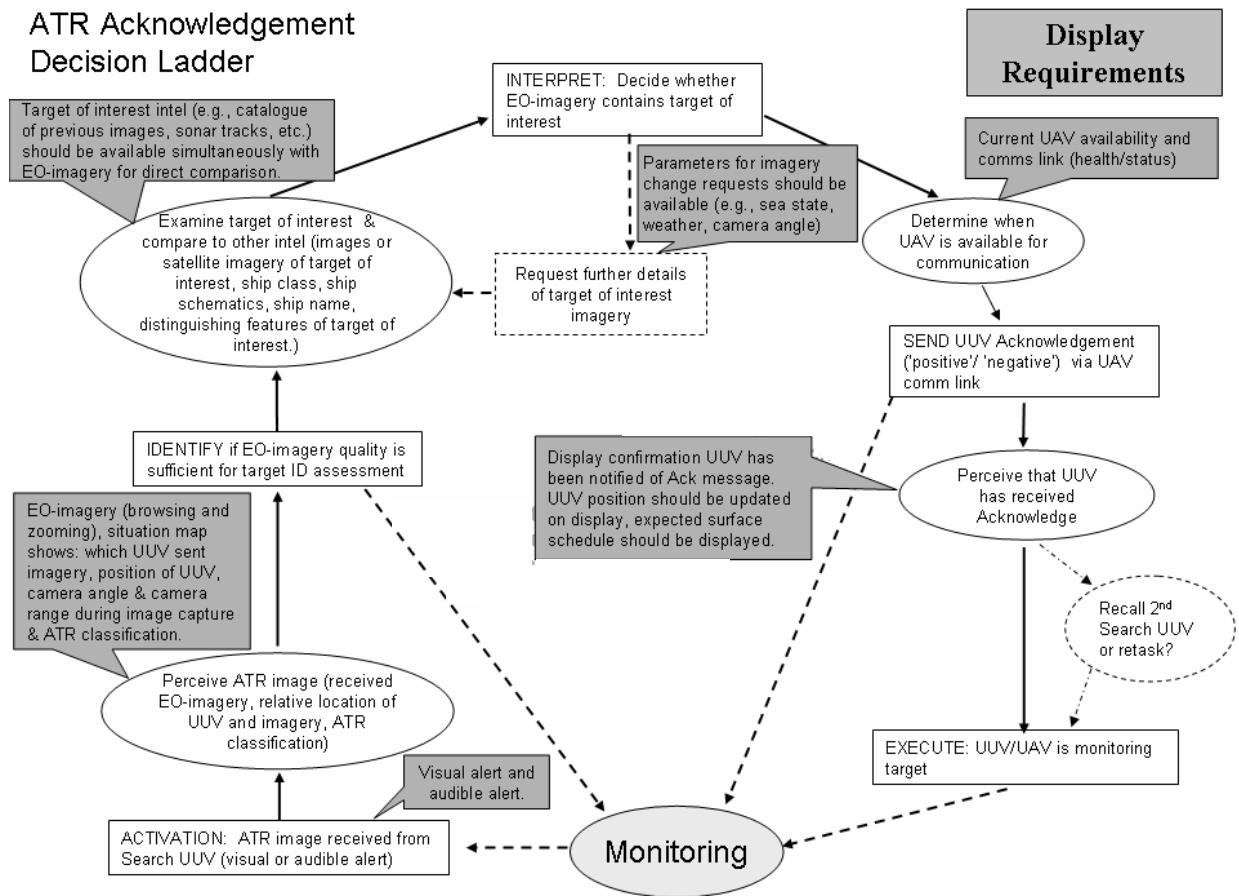 ATR Acknowledgement
Decision Ladder
Display
Requirements
INTERPRET: Decide whether
EO-imagery contains target of
interest
Target of interest intel (e.g., catalogue
of previous images, sonar tracks, etc.)
should be available simultaneously with
EO-imagery for direct comparison.
Current UAV availability and
comms link (health/status)
Parameters for imagery
change requests should be
available (e.g., sea state,
weather, camera angle)
Examine target of interest &
compare to other intel (images or
satellite imagery of target of
interest, ship class, ship
schematics, ship name,
distinguishing features of target of
interest.)
Determine when
UAV is available for
communication
Request further details
of target of interest
imagery
SEND UUV Acknowledgement
('positive'/ 'negative') via UAV
comm link
IDENTIFY if EO-imagery quality is
sufficient for target ID assessment
Display confirmation UUV has
been notified of Ack message.
UUV position should be updated
on display, expected surface
schedule should be displayed.
Perceive that UUV
has received
Acknowledge
EO-imagery (browsing and
zooming), situation map
shows: which UUV sent
imagery, position of UUV,
camera angle & camera
range during image capture
& ATR classification.
Recall 2nd
Search UUV
or retask?
Perceive ATR image (received
EO-imagery, relative location of
UUV and imagery, ATR
classification)
EXECUTE: UUV/UAV is monitoring
target
Visual alert and
audible alert.
ACTIVATION: ATR image received from
Search UUV (visual or audible alert)
Monitoring